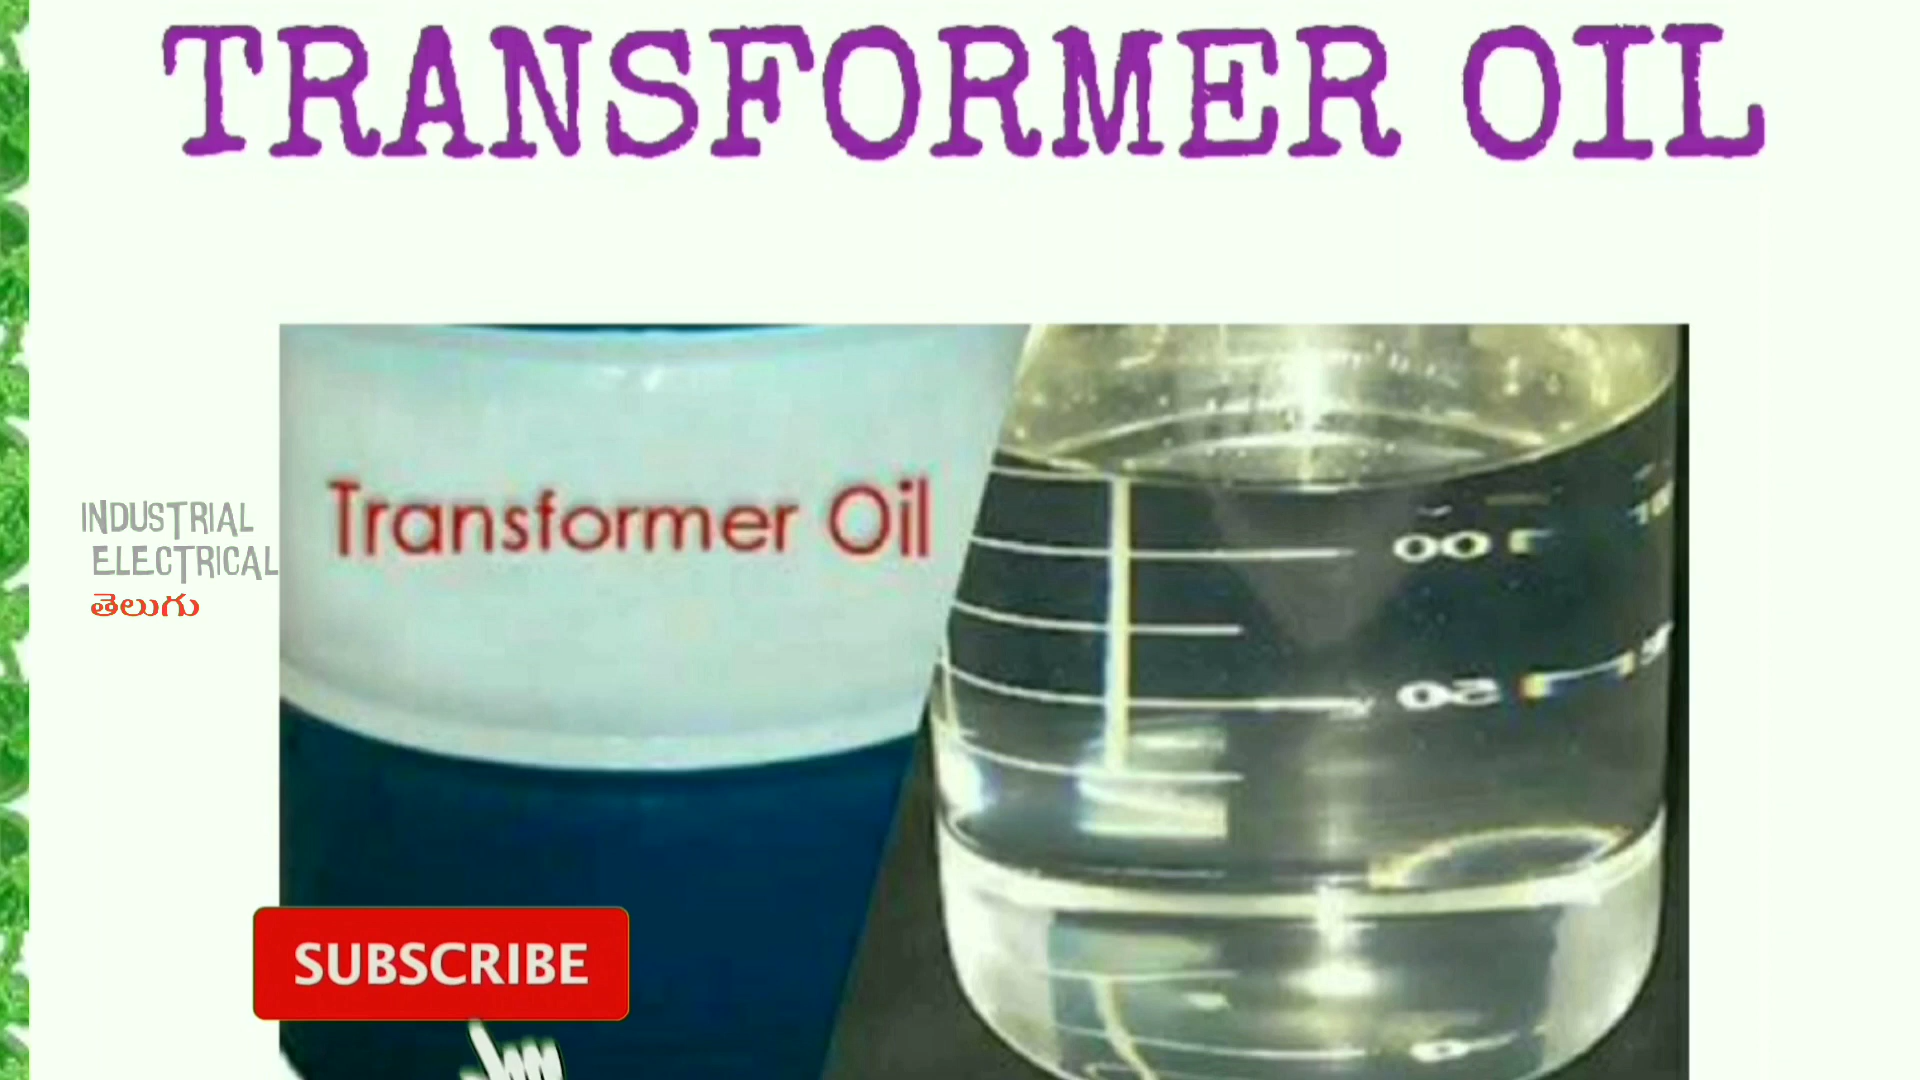 TRANSFORMER OIL
INDUSTRIAL
ELECTRICAL
తెలుగు
Transformer Oil
SUBSCRIBE